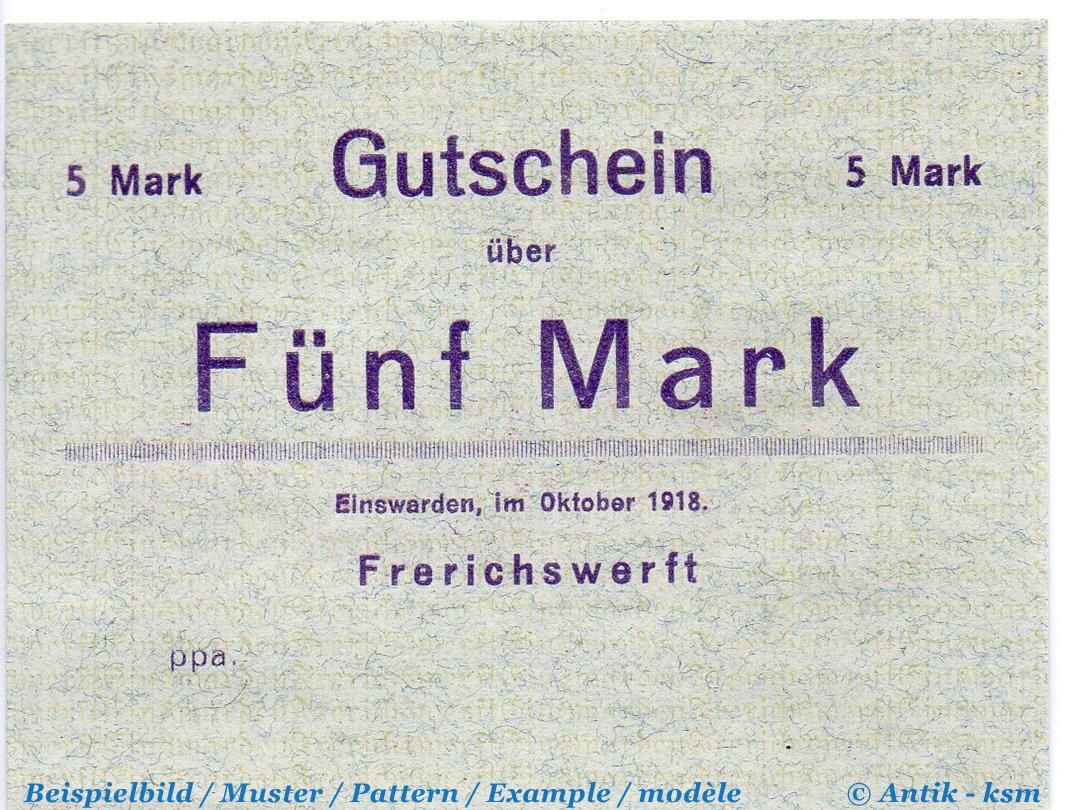 5 Mark Gutschein 5 Mark
über
Fünf Mark
Einswarden, im Oktober 1918.
Frerichswerft
ppa.
Beispielbild / Muster / Pattern / Example / modèle © Antik - ksm